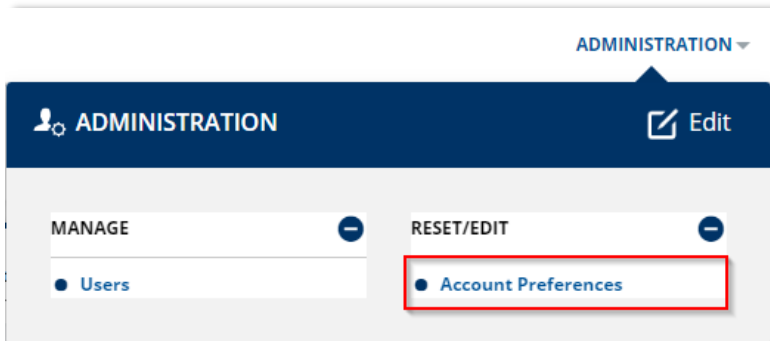 ADMINISTRATION
ADMINISTRATION
Edit
MANAGE
RESET/EDIT
Users
Account Preferences